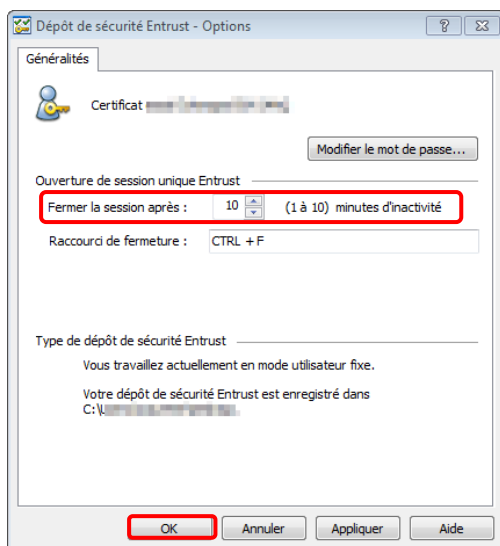 Dépôt de sécurité Entrust - Options
Généralités
Certificat
Modifier le mot de passe...
Ouverture de session unique Entrust
Fermer la session après : 10 (1 à 10) minutes d'inactivité
Raccourci de fermeture : CTRL + F
Type de dépôt de sécurité Entrust
Vous travaillez actuellement en mode utilisateur fixe.
Votre dépôt de sécurité Entrust est enregistré dans
C:\
OK Annuler Appliquer Aide